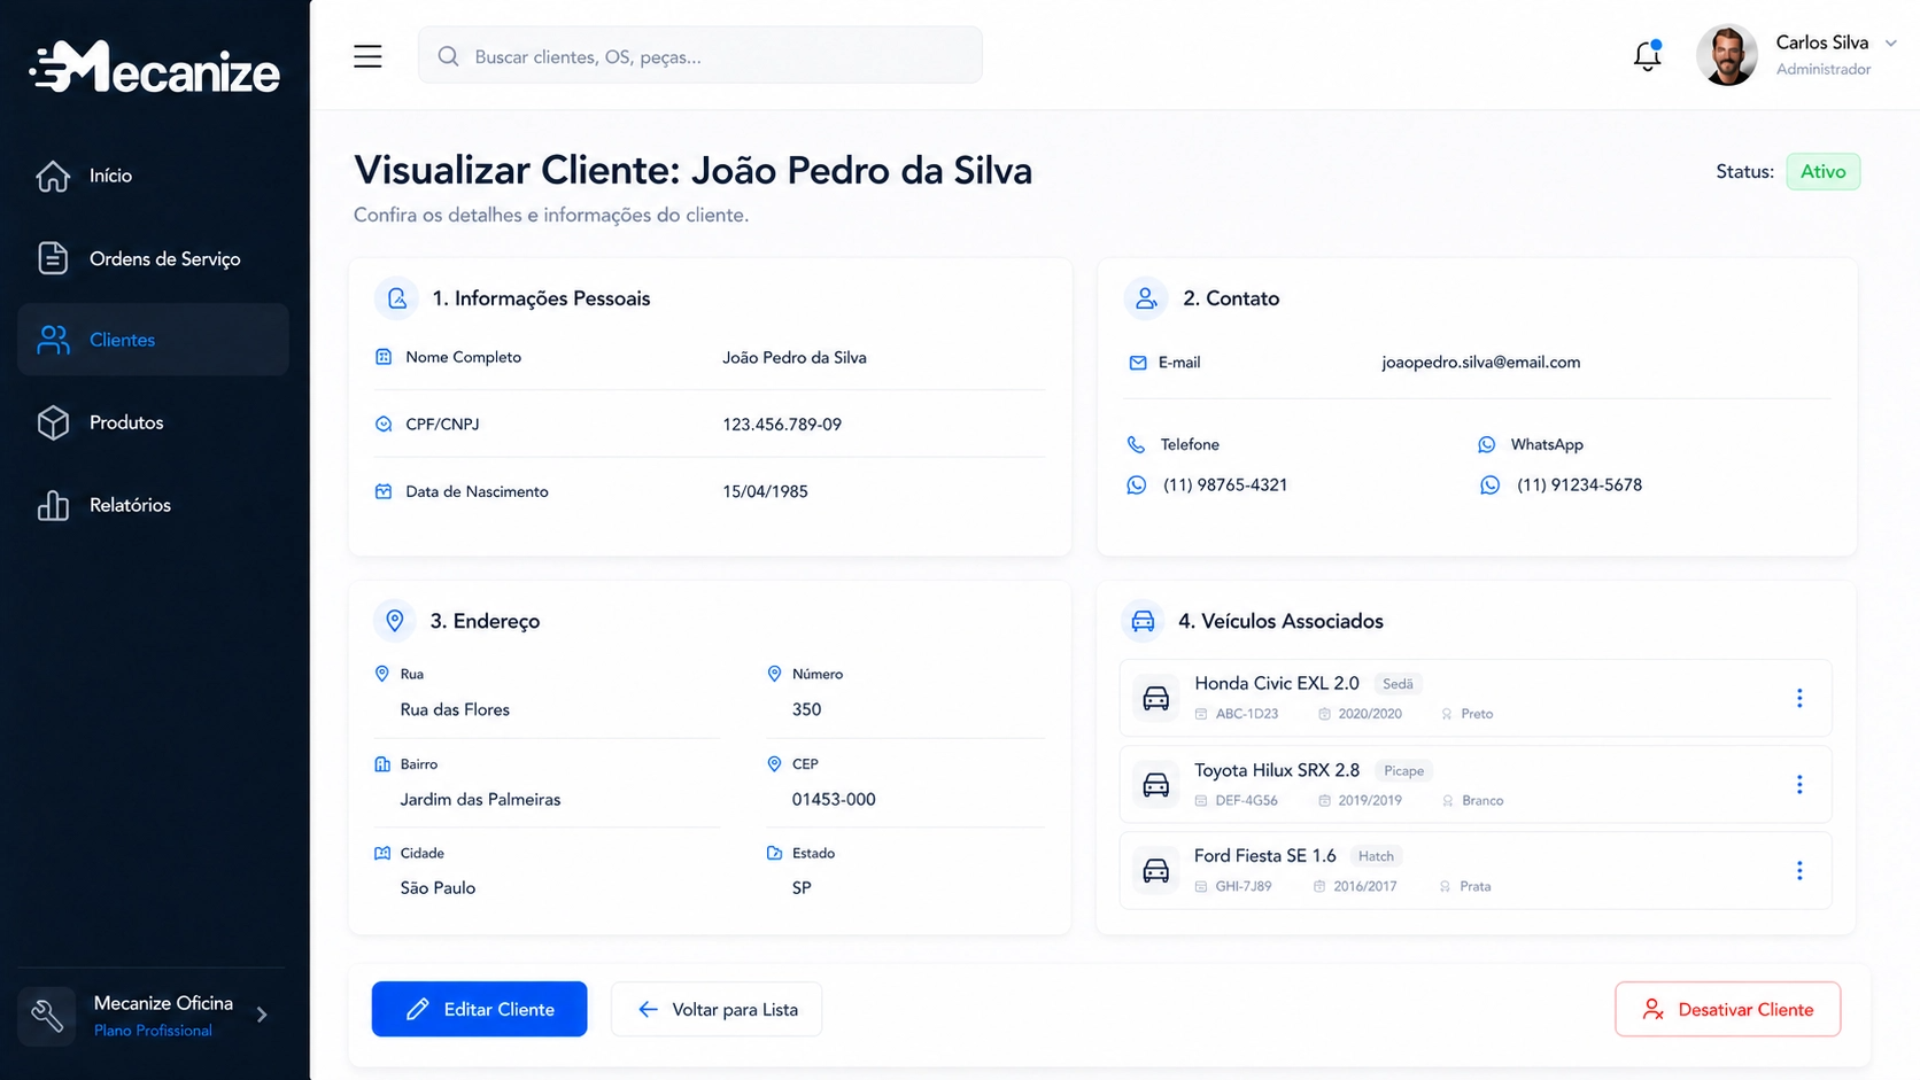 Mecanize
Início
Ordens de Serviço
Clientes
Produtos
Relatórios
Mecanize Oficina
Plano Profissional
Buscar clientes, OS, peças...
Carlos Silva
Administrador
Visualizar Cliente: João Pedro da Silva
Confira os detalhes e informações do cliente.
Status: Ativo
1. Informações Pessoais
Nome Completo João Pedro da Silva
CPF/CNPJ 123.456.789-09
Data de Nascimento 15/04/1985
2. Contato
E-mail joaopedro.silva@email.com
Telefone WhatsApp
(11) 98765-4321 (11) 91234-5678
3. Endereço
Rua Número
Rua das Flores 350
Bairro CEP
Jardim das Palmeiras 01453-000
Cidade Estado
São Paulo SP
4. Veículos Associados
Honda Civic EXL 2.0 Sedã
ABC-1D23 2020/2020 Preto
Toyota Hilux SRX 2.8 Picape
DEF-4G56 2019/2019 Branco
Ford Fiesta SE 1.6 Hatch
GHI-7J89 2016/2017 Prata
Editar Cliente
Voltar para Lista
Desativar Cliente